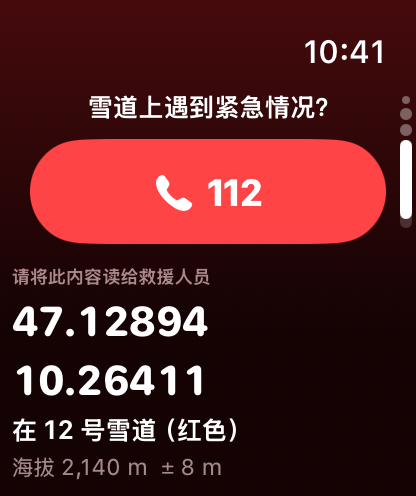 10:41
雪道上遇到紧急情况?
112
请将此内容读给救援人员
47.12894
10.26411
在 12 号雪道（红色）
海拔 2,140 m ± 8 m